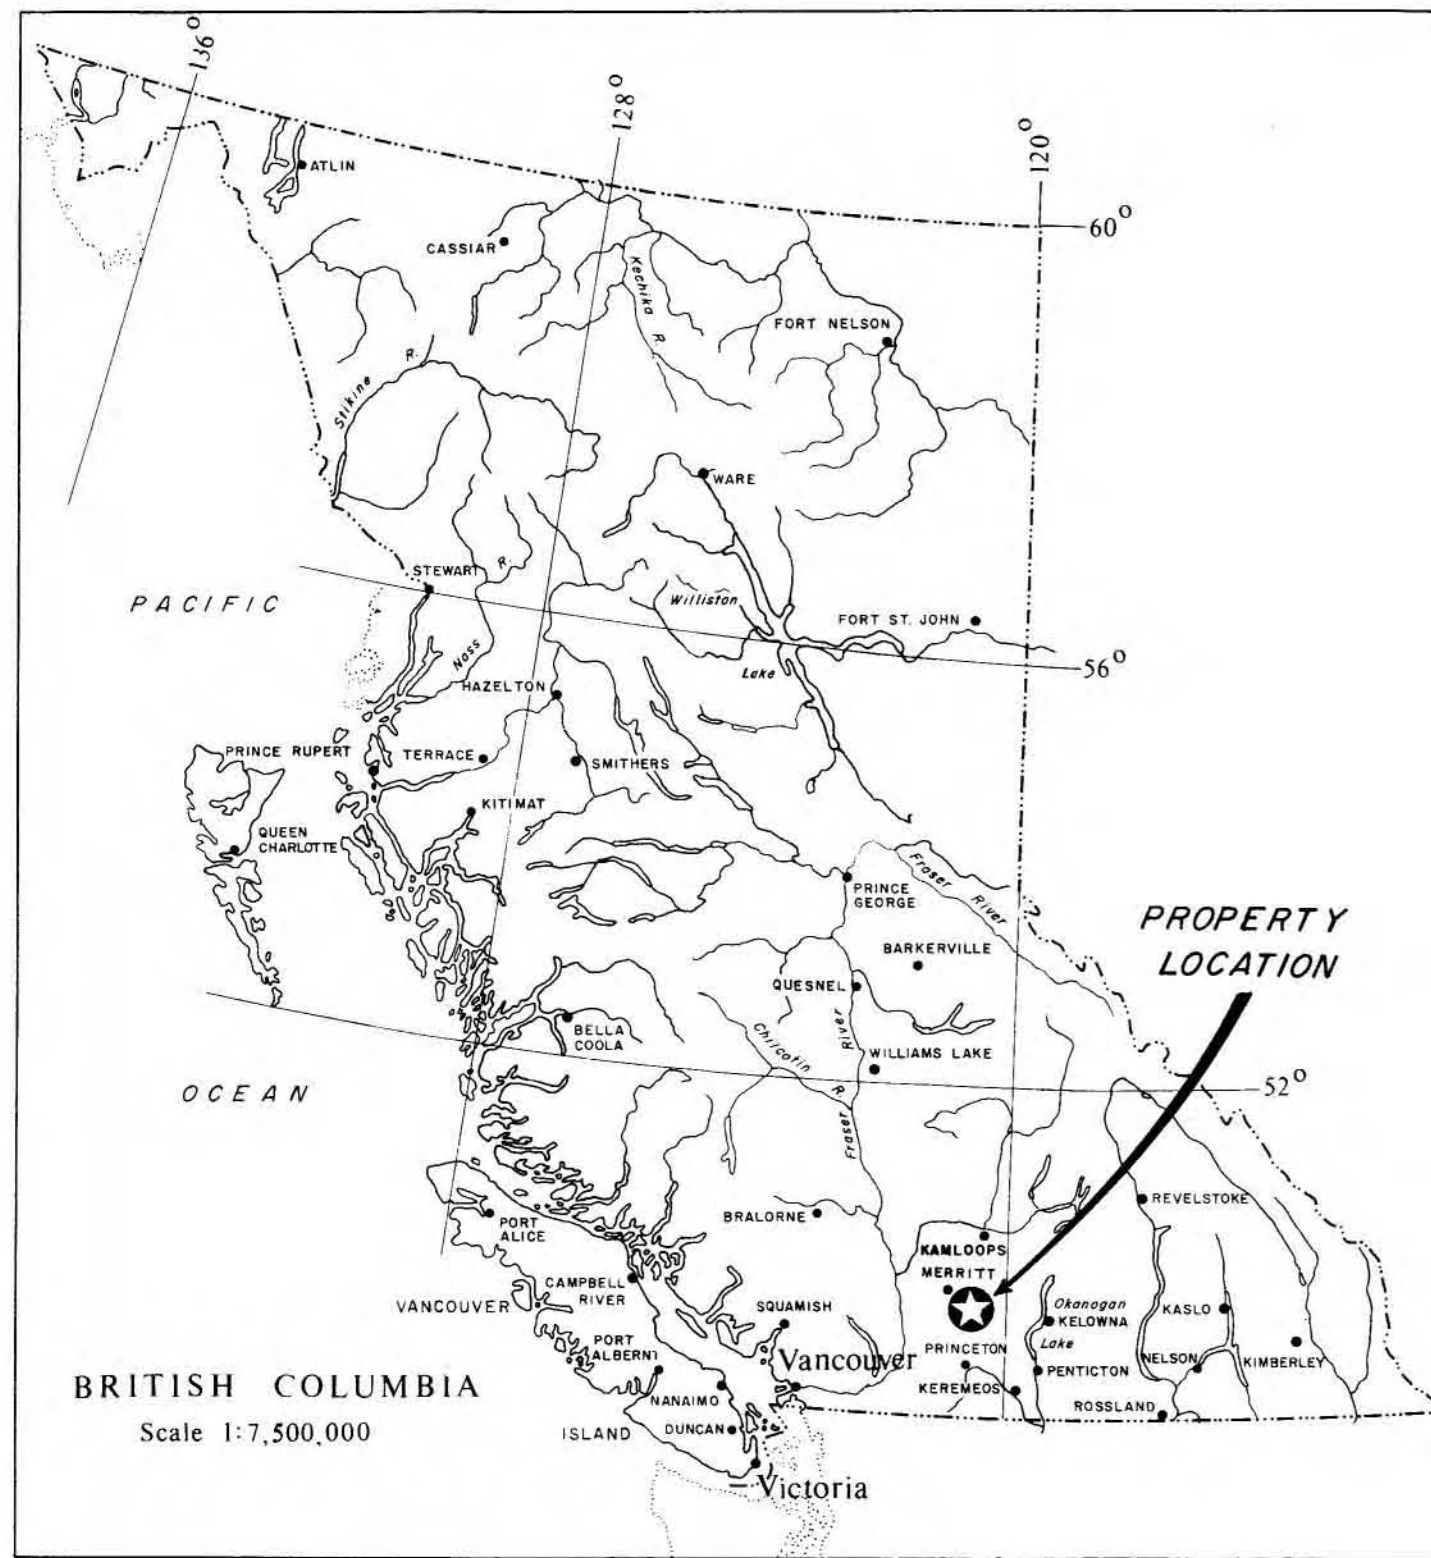 136°
128°
120°
ATLIN
60°
CASSIAR
Kechika R.
FORT NELSON
Stikine R.
WARE
STEWART
R.
Nass
PACIFIC
Williston
Lake
FORT ST. JOHN
56°
HAZELTON
PRINCE RUPERT
TERRACE
SMITHERS
KITIMAT
QUEEN
CHARLOTTE
Fraser River
PRINCE
GEORGE
PROPERTY
LOCATION
BARKERVILLE
QUESNEL
BELLA
COOLA
Chilcotin R.
Fraser River
WILLIAMS LAKE
52°
OCEAN
REVELSTOKE
PORT
ALICE
BRALORNE
KAMLOOPS
MERRITT
CAMPBELL
RIVER
VANCOUVER
SQUAMISH
Okanogan
Lake
KELOWNA
KASLO
PORT
ALBERNI
Vancouver
PRINCETON
PENTICTON
NELSON
KIMBERLEY
BRITISH COLUMBIA
KEREMEOS
NANAIMO
ROSSLAND
Scale 1:7,500,000
ISLAND
DUNCAN
Victoria